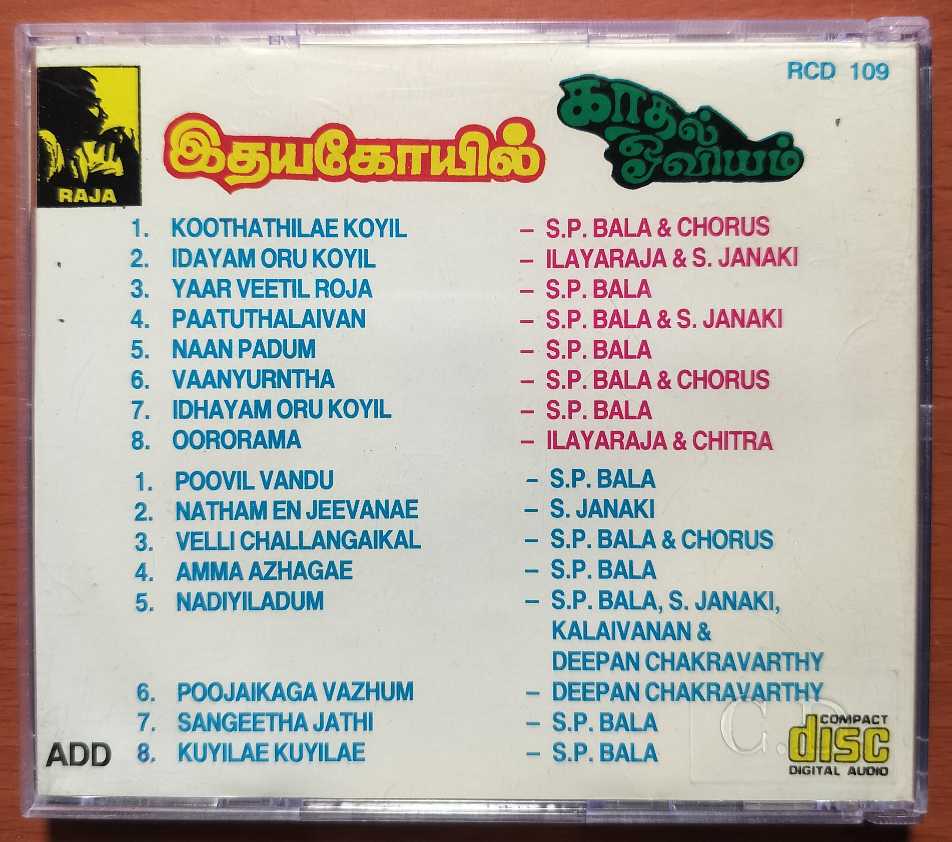 RCD 109
RAJA
இதயகோயில்
காதல்
ஓவியம்
1. KOOTHATHILAE KOYIL – S.P. BALA & CHORUS
2. IDAYAM ORU KOYIL – ILAYARAJA & S. JANAKI
3. YAAR VEETIL ROJA – S.P. BALA
4. PAATUTHALAIVAN – S.P. BALA & S. JANAKI
5. NAAN PADUM – S.P. BALA
6. VAANYURNTHA – S.P. BALA & CHORUS
7. IDHAYAM ORU KOYIL – S.P. BALA
8. OORORAMA – ILAYARAJA & CHITRA
1. POOVIL VANDU – S.P. BALA
2. NATHAM EN JEEVANAE – S. JANAKI
3. VELLI CHALLANGAIKAL – S.P. BALA & CHORUS
4. AMMA AZHAGAE – S.P. BALA
5. NADIYILADUM – S.P. BALA, S. JANAKI,
KALAIVANAN &
DEEPAN CHAKRAVARTHY
6. POOJAIKAGA VAZHUM – DEEPAN CHAKRAVARTHY
7. SANGEETHA JATHI – S.P. BALA
8. KUYILAE KUYILAE – S.P. BALA
ADD
C.D
COMPACT
disc
DIGITAL AUDIO